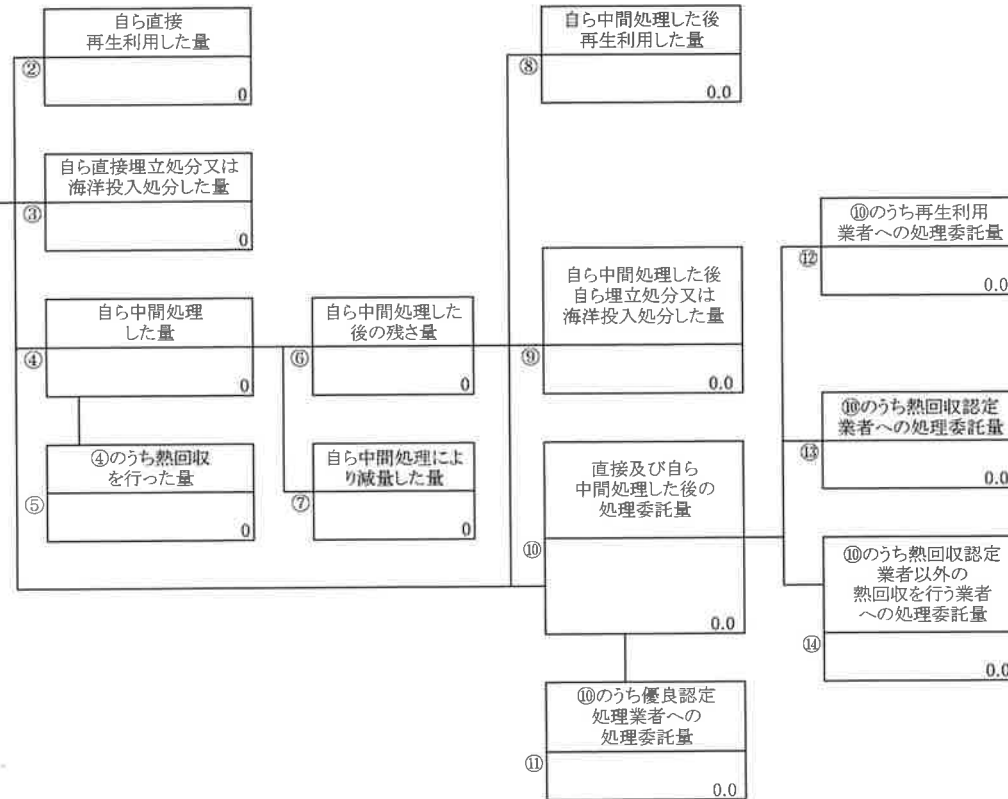 自ら直接
再生利用した量
②
0
自ら直接埋立処分又は
海洋投入処分した量
③
0
自ら中間処理
した量
④
0
④のうち熱回収
を行った量
⑤
0
自ら中間処理した
後の残さ量
⑥
0
自ら中間処理によ
り減量した量
⑦
0
自ら中間処理した後
再生利用した量
⑧
0.0
自ら中間処理した後
自ら埋立処分又は
海洋投入処分した量
⑨
0.0
直接及び自ら
中間処理した後の
処理委託量
⑩
0.0
⑩のうち優良認定
処理業者への
処理委託量
⑪
0.0
⑩のうち再生利用
業者への処理委託量
⑫
0.0
⑩のうち熱回収認定
業者への処理委託量
⑬
0.0
⑩のうち熱回収認定
業者以外の
熱回収を行う業者
への処理委託量
⑭
0.0